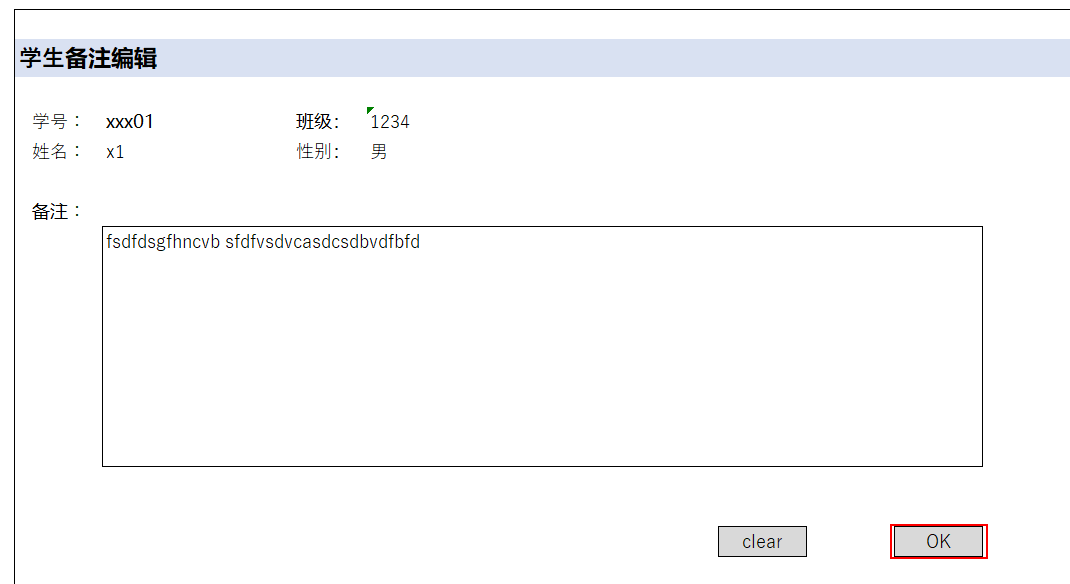 学生备注编辑
学号： xxx01 班级： 1234
姓名： x1 性别： 男
备注：
fsdfdsgfhncvb sfdfvsdvcasdcsdbvdfbfd
clear OK